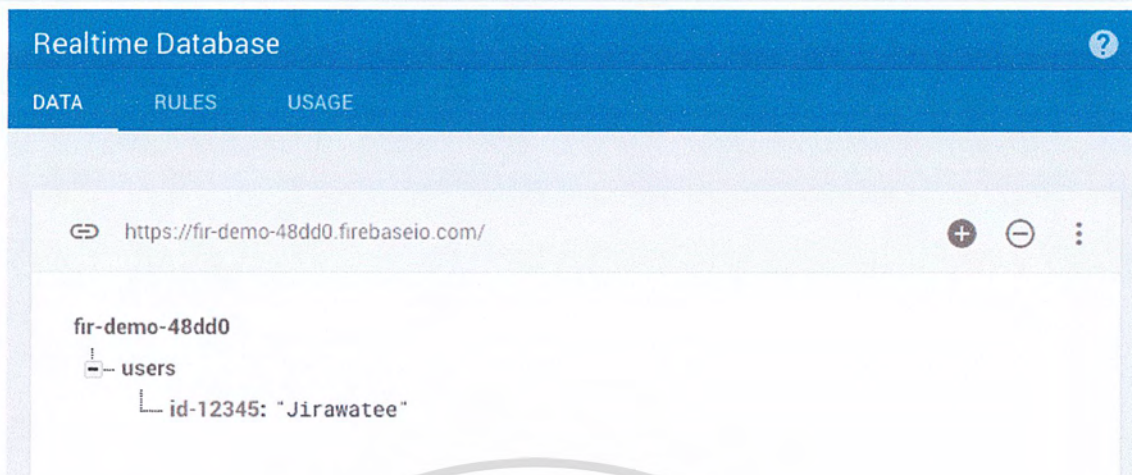 Realtime Database
DATA RULES USAGE
https://fir-demo-48dd0.firebaseio.com/
fir-demo-48dd0
users
id-12345: "Jirawatee"